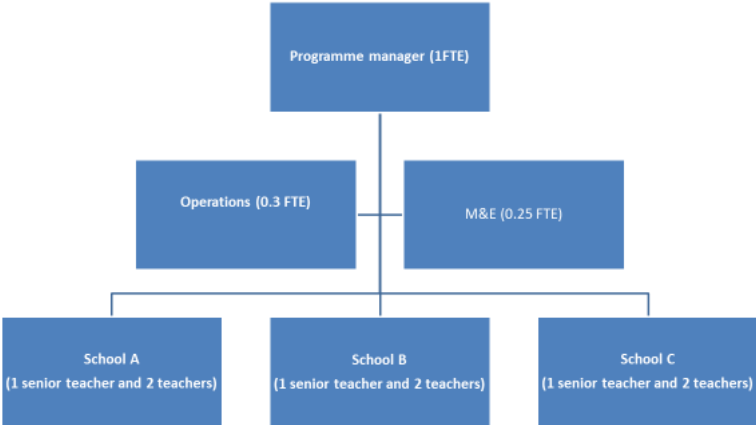 Programme manager (1FTE)
Operations (0.3 FTE)
M&E (0.25 FTE)
School A
(1 senior teacher and 2 teachers)
School B
(1 senior teacher and 2 teachers)
School C
(1 senior teacher and 2 teachers)